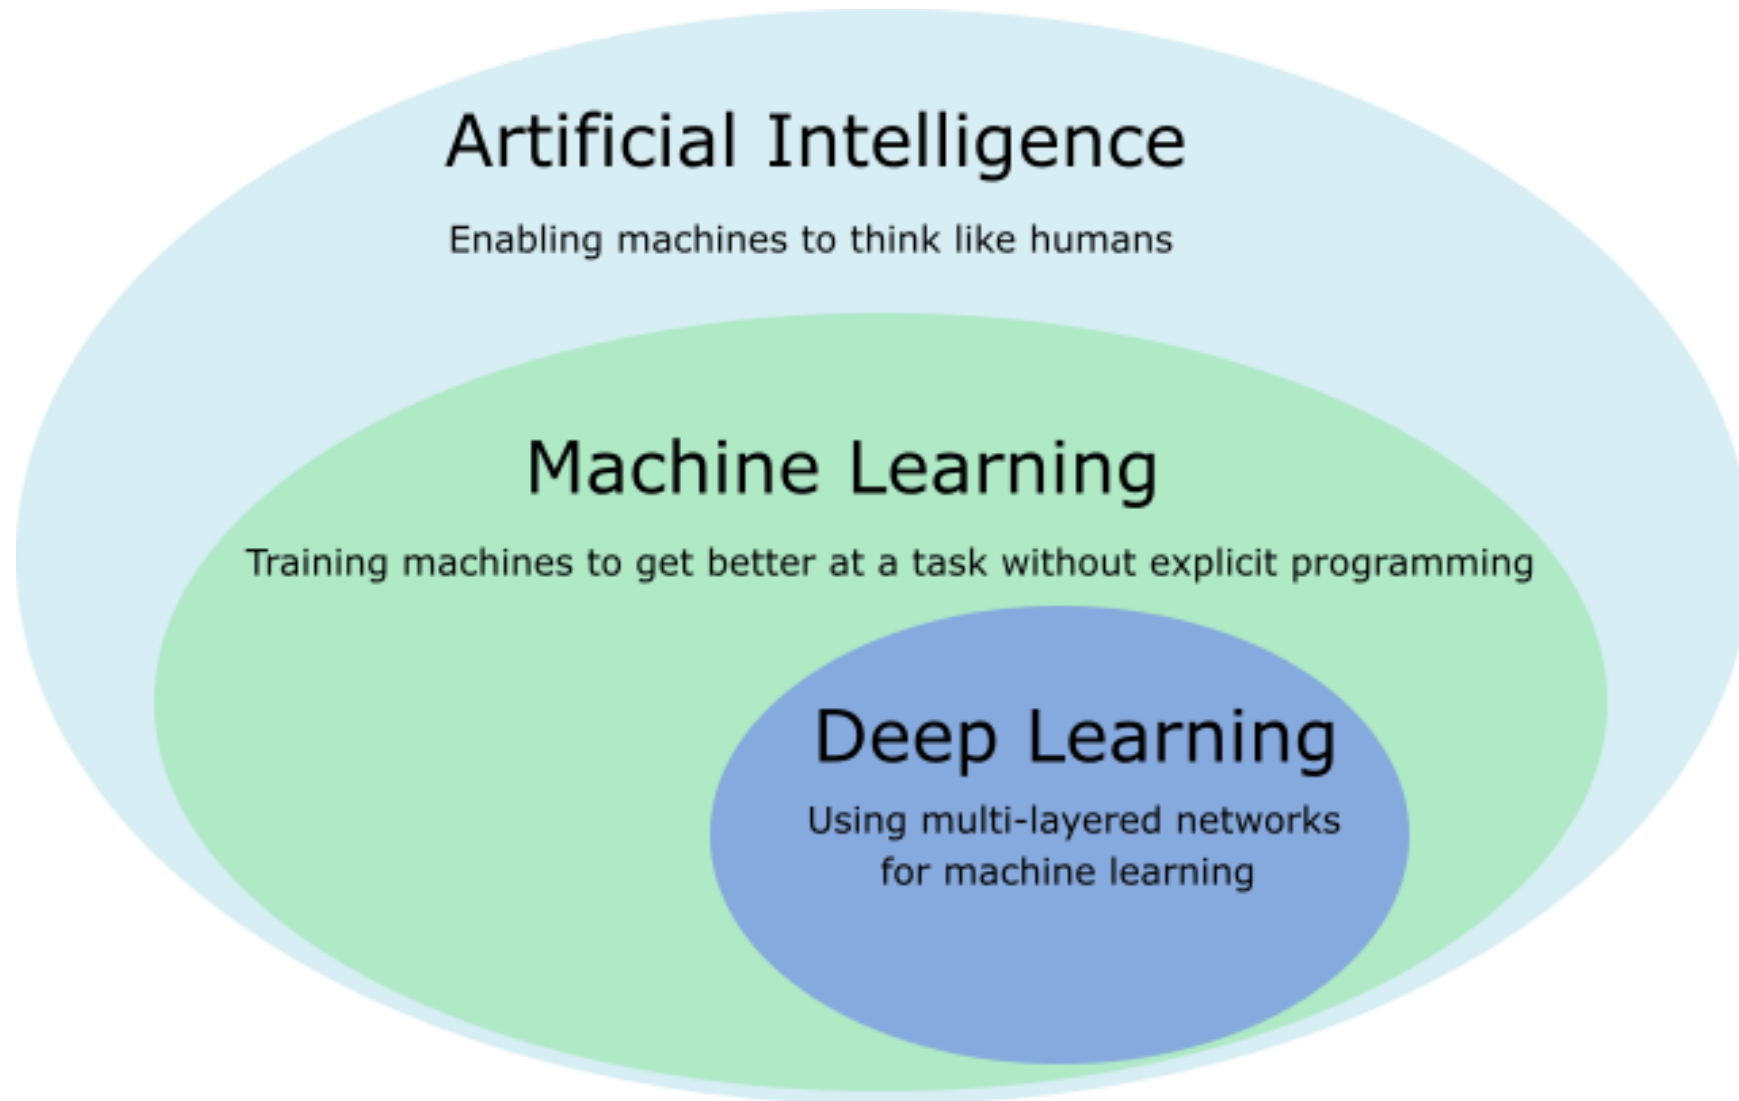 Artificial Intelligence
Enabling machines to think like humans
Machine Learning
Training machines to get better at a task without explicit programming
Deep Learning
Using multi-layered networks
for machine learning